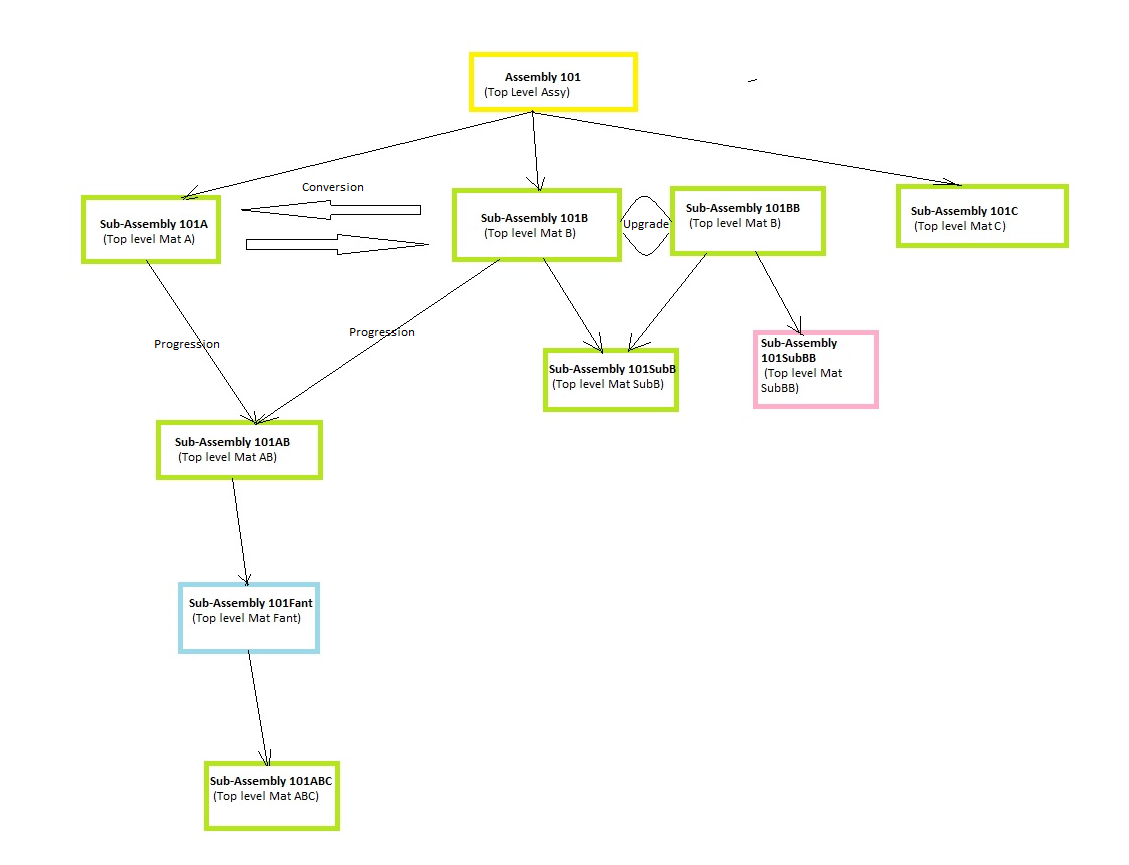 Assembly 101
(Top Level Assy)
Conversion
Sub-Assembly 101A
(Top level Mat A)
Sub-Assembly 101B
(Top level Mat B)
Upgrade
Sub-Assembly 101BB
(Top level Mat B)
Sub-Assembly 101C
(Top level Mat C)
Progression
Progression
Sub-Assembly 101SubB
(Top level Mat SubB)
Sub-Assembly
101SubBB
(Top level Mat
SubBB)
Sub-Assembly 101AB
(Top level Mat AB)
Sub-Assembly 101Fant
(Top level Mat Fant)
Sub-Assembly 101ABC
(Top level Mat ABC)